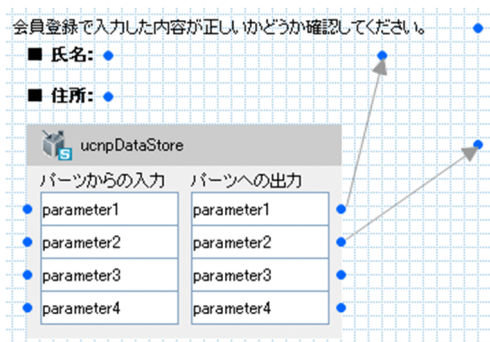 会員登録で入力した内容が正しいかどうか確認してください。
■ 氏名:
■ 住所:
ucnpDataStore
パーツからの入力 パーツへの出力
parameter1 parameter1
parameter2 parameter2
parameter3 parameter3
parameter4 parameter4